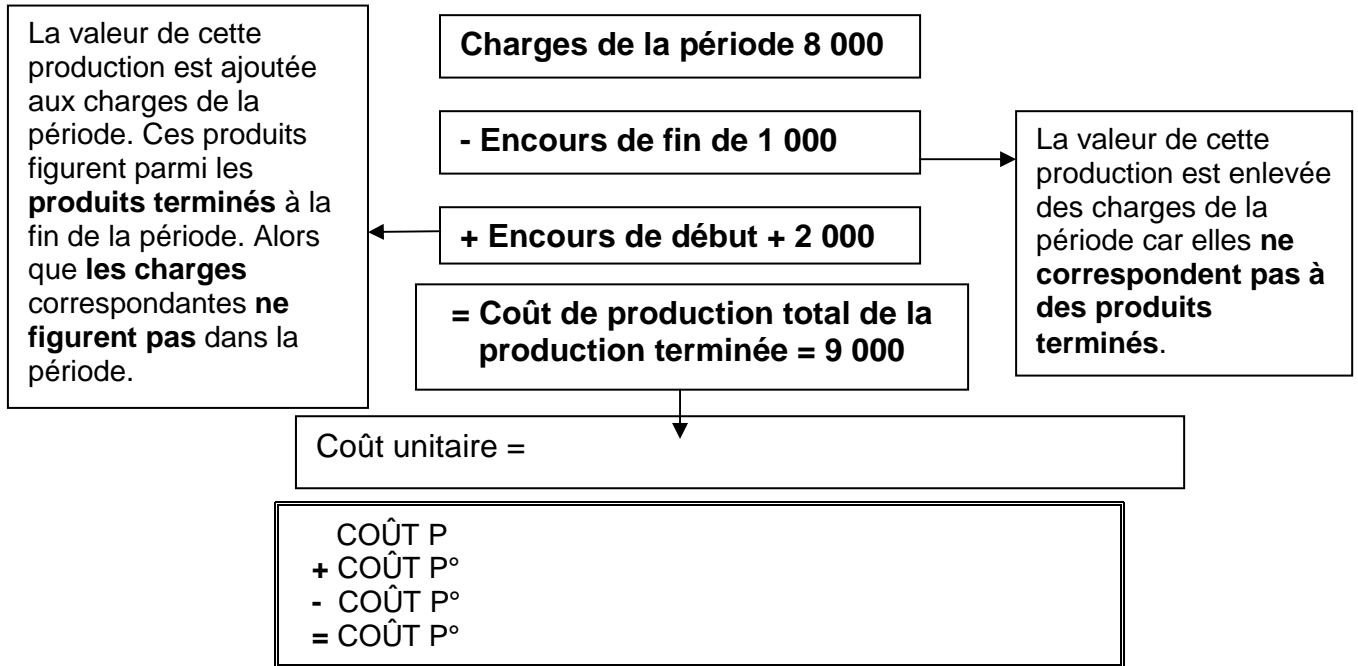 La valeur de cette
production est ajoutée
aux charges de la
période. Ces produits
figurent parmi les
produits terminés à la
fin de la période. Alors
que les charges
correspondantes ne
figurent pas dans la
période.
Charges de la période 8 000
- Encours de fin de 1 000
+ Encours de début + 2 000
= Coût de production total de la
production terminée = 9 000
La valeur de cette
production est enlevée
des charges de la
période car elles ne
correspondent pas à
des produits
terminés.
Coût unitaire =
COÛT P
+ COÛT P°
- COÛT P°
= COÛT P°